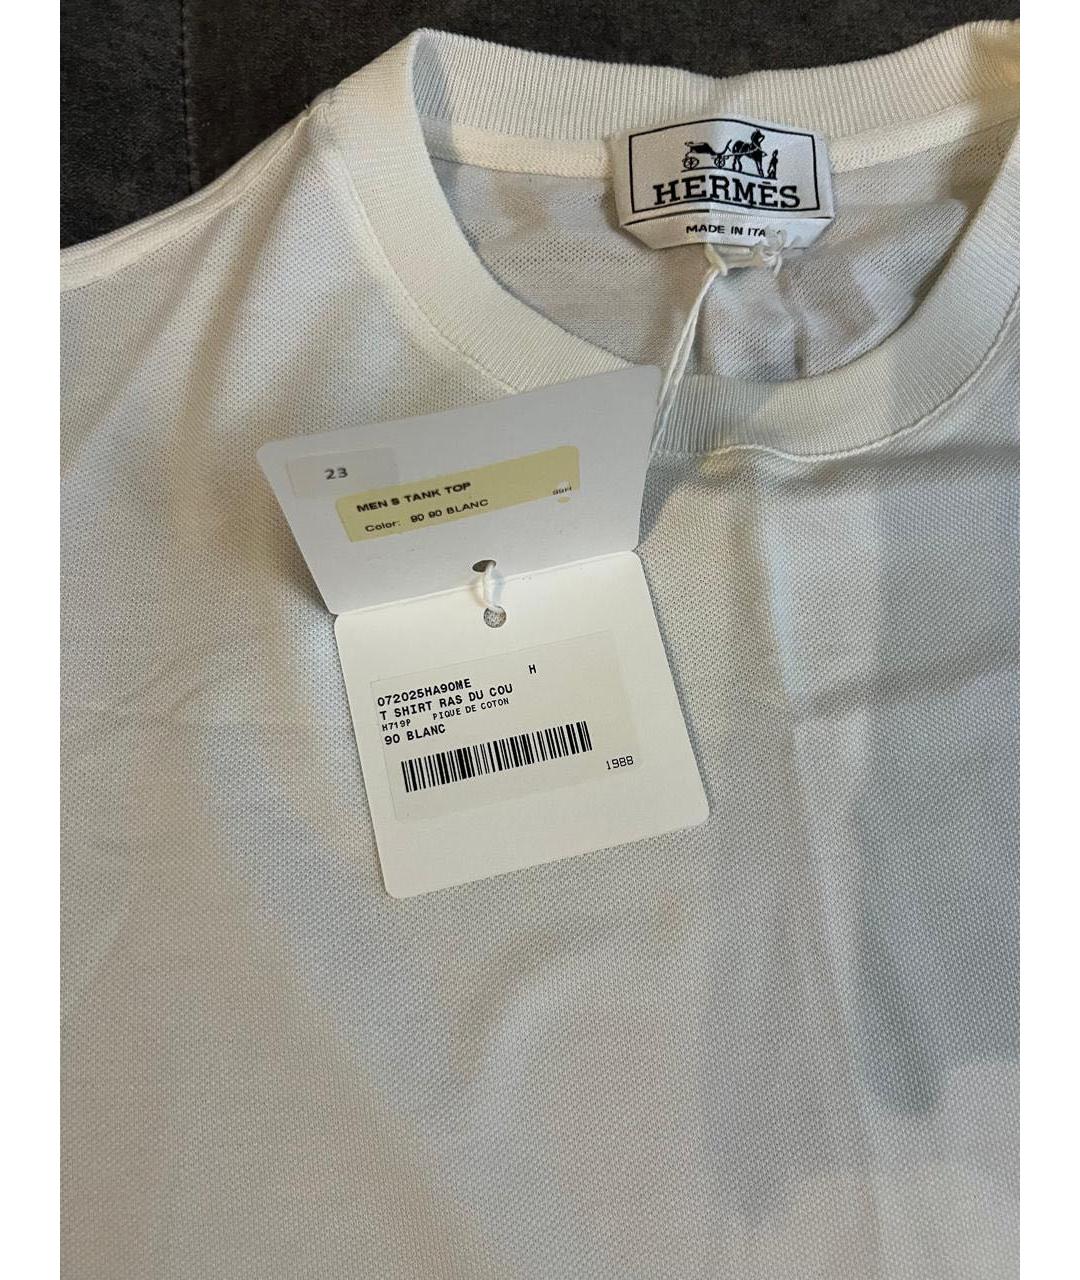 HERMÈS
MADE IN ITA
23
MEN S TANK TOP
Color: 90 90 BLANC
H
072025HA90ME
T SHIRT RAS DU COU
H719P PIQUE DE COTON
90 BLANC
1988